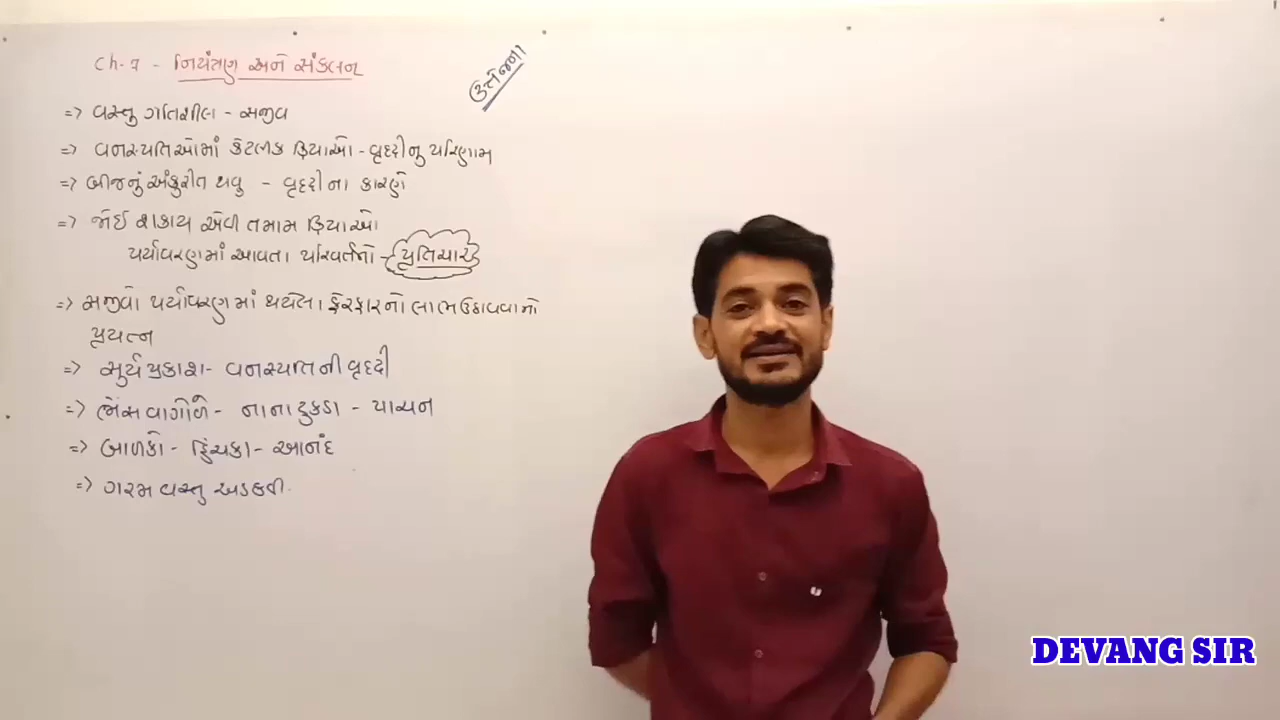 Ch-7 - નિયંત્રણ અને સંકલન
ઉત્તેજના
=> વસ્તુ ગતિશીલ - સજીવ
=> વનસ્પતિઓમાં કેટલીક ક્રિયાઓ - વૃદ્ધીનુ પરિણામ
=> બીજનું અંકુરીત થવુ - વૃદ્ધીના કારણે
=> જોઈ શકાય એવી તમામ ક્રિયાઓ
પર્યાવરણમાં આવતા પરિવર્તનો - પ્રતિચાર
=> સજીવો પર્યાવરણમાં થયેલા ફેરફારનો લાભ ઉઠાવવાનો
પ્રયત્ન
=> સુર્યપ્રકાશ - વનસ્પતિની વૃદ્ધી
=> ભેંસ વાગોળે - નાના ટુકડા - પાચન
=> બાળકો - હિંચકા - આનંદ
=> ગરમ વસ્તુ અડકવી.
DEVANG SIR